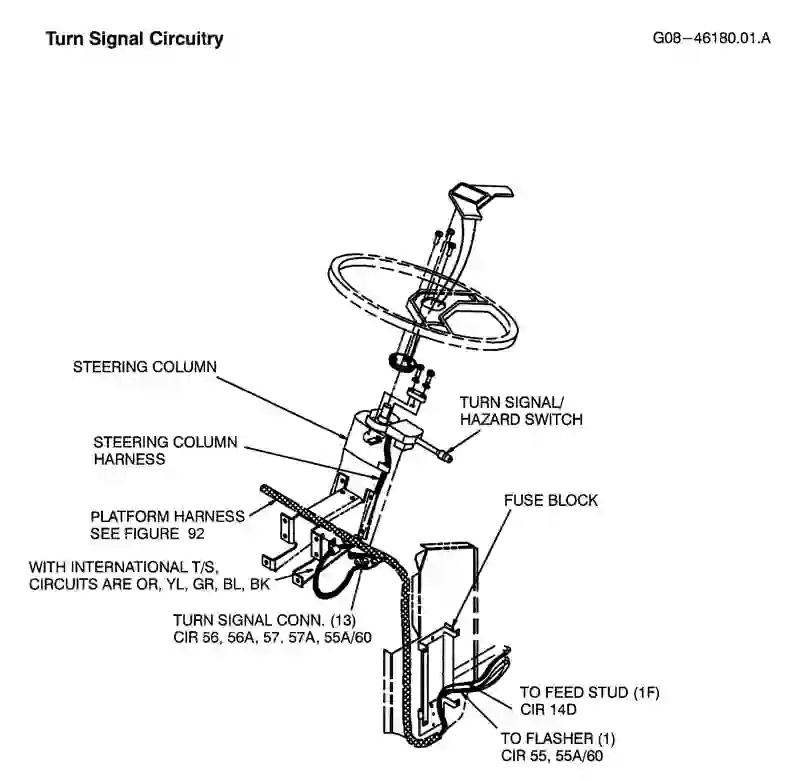 Turn Signal Circuitry
G08-46180.01.A
STEERING COLUMN
TURN SIGNAL/
HAZARD SWITCH
STEERING COLUMN
HARNESS
FUSE BLOCK
PLATFORM HARNESS
SEE FIGURE 92
WITH INTERNATIONAL T/S,
CIRCUITS ARE OR, YL, GR, BL, BK
TURN SIGNAL CONN. (13)
CIR 56, 56A, 57. 57A, 55A/60
TO FEED STUD (1F)
CIR 14D
TO FLASHER (1)
CIR 55, 55A/60